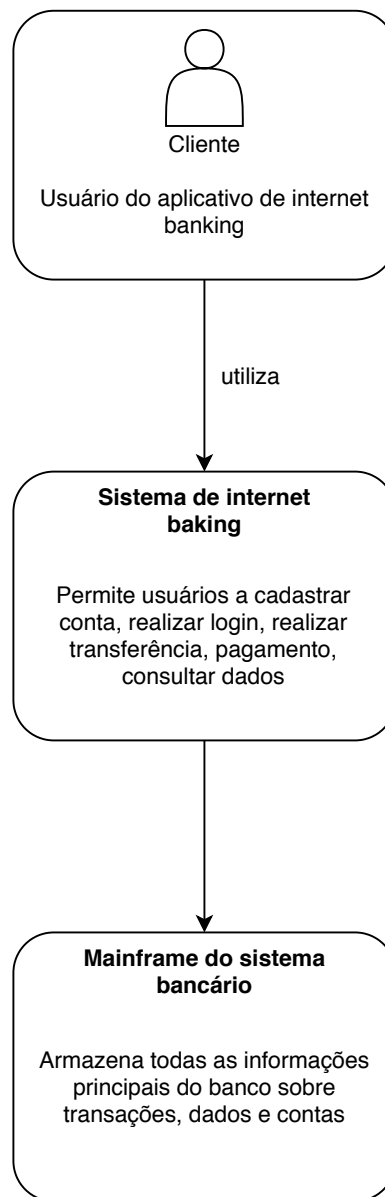 Cliente
Usuário do aplicativo de internet
banking
utiliza
Sistema de internet
baking
Permite usuários a cadastrar
conta, realizar login, realizar
transferência, pagamento,
consultar dados
Mainframe do sistema
bancário
Armazena todas as informações
principais do banco sobre
transações, dados e contas